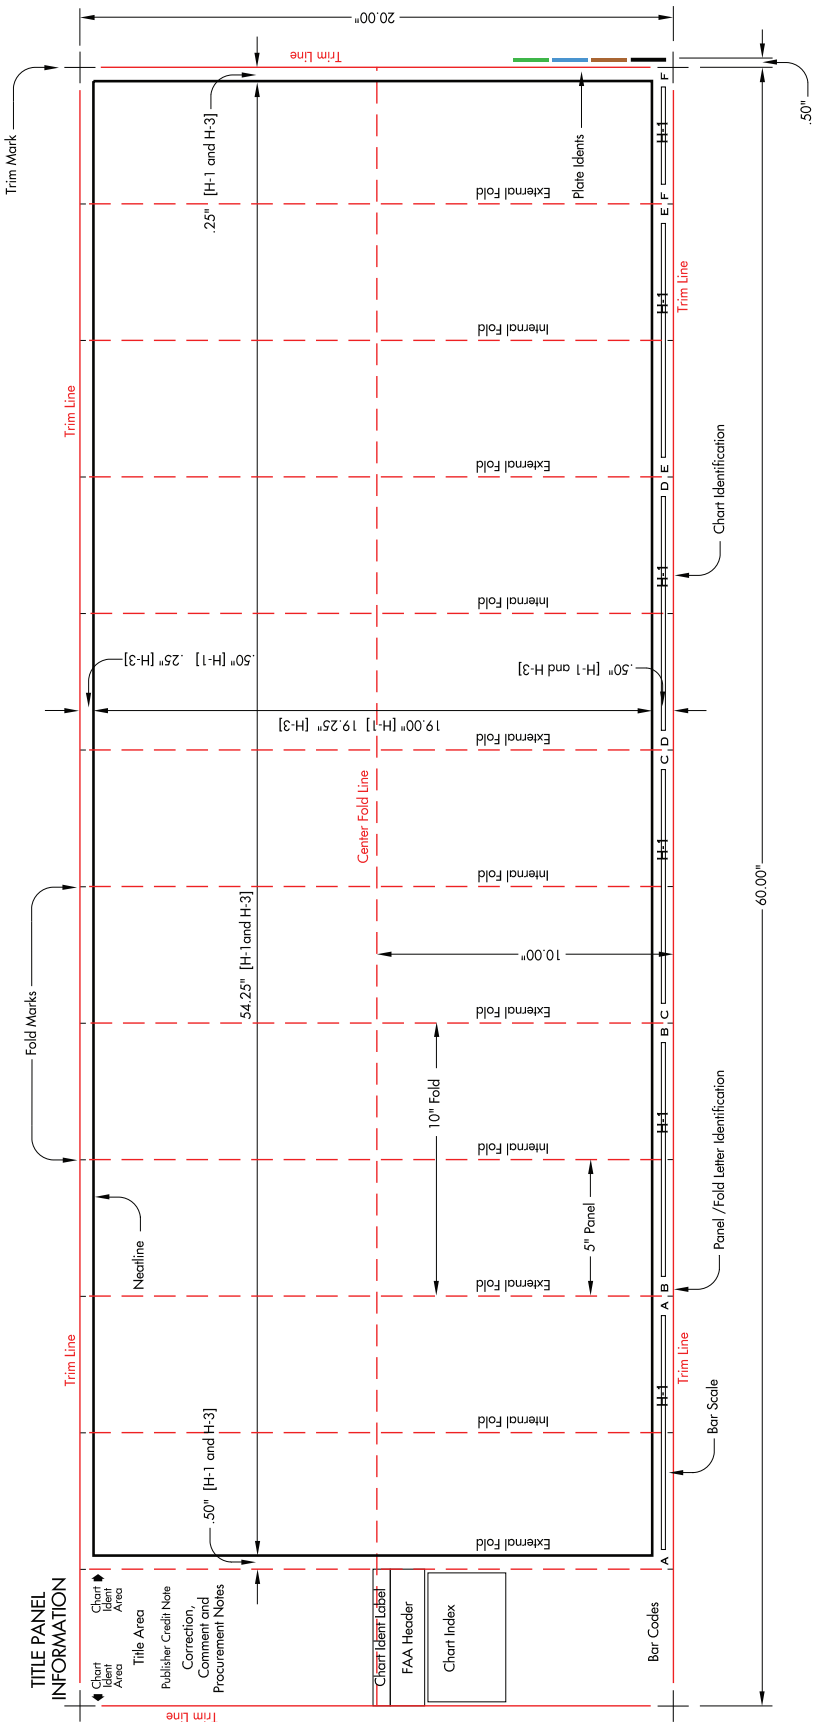 TITLE PANEL
INFORMATION
Chart
Ident
Area
Chart
Ident
Area
Title Area
Publisher Credit Note
Correction,
Comment and
Procurement Notes
Chart Ident Label
FAA Header
Chart Index
Bar Codes
Trim Line
Trim Line
Trim Line
Trim Line
Trim Line
Trim Line
Trim Mark
Fold Marks
Neatline
20.00"
.25" [H-1 and H-3]
.50" [H-1] .25" [H-3]
.50" [H-1 and H-3]
19.00" [H-1] 19.25" [H-3]
54.25" [H-1and H-3]
.50" [H-1 and H-3]
Center Fold Line
10.00"
10" Fold
5" Panel
External Fold
Internal Fold
External Fold
Internal Fold
External Fold
Internal Fold
External Fold
Internal Fold
External Fold
Internal Fold
External Fold
Plate Idents
A
H-1
A
B
H-1
B
C
H-1
C
D
H-1
D
E
H-1
E
F
H-1
F
Chart Identification
Panel /Fold Letter Identification
Bar Scale
60.00"
.50"